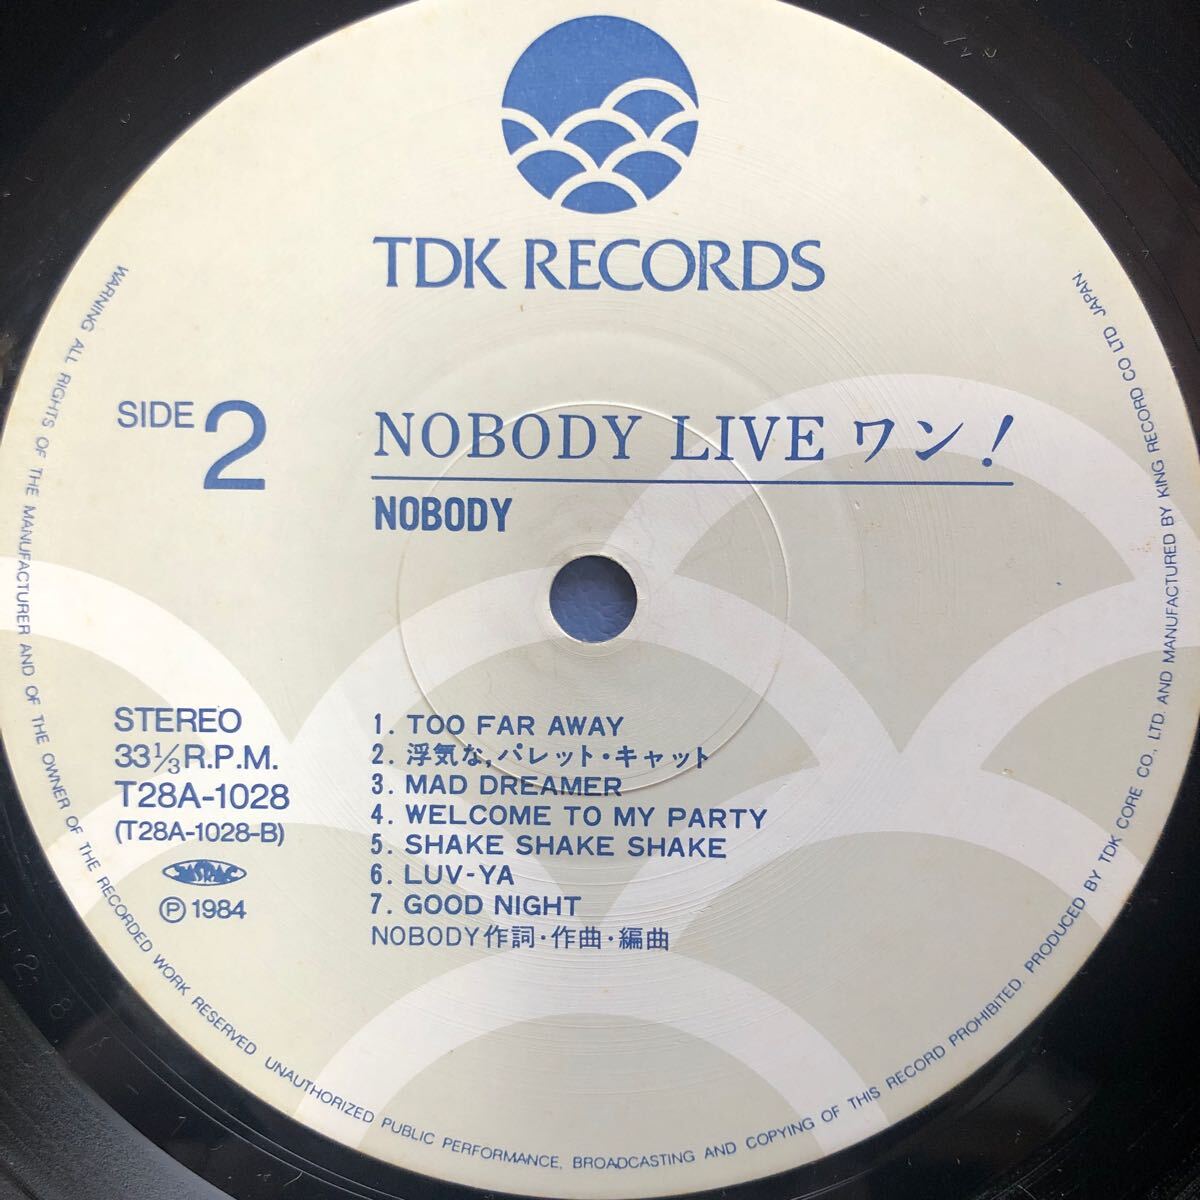 TDK RECORDS
SIDE 2
NOBODY LIVE ワン!
NOBODY
STEREO
33⅓ R.P.M.
T28A-1028
(T28A-1028-B)
JASRAC
Ⓟ 1984
1. TOO FAR AWAY
2. 浮気な,パレット・キャット
3. MAD DREAMER
4. WELCOME TO MY PARTY
5. SHAKE SHAKE SHAKE
6. LUV-YA
7. GOOD NIGHT
NOBODY作詞・作曲・編曲
WARNING ALL RIGHTS OF THE MANUFACTURER AND OF THE OWNER OF THE RECORDED WORK RESERVED. UNAUTHORIZED PUBLIC PERFORMANCE, BROADCASTING AND COPYING OF THIS RECORD PROHIBITED. PRODUCED BY TDK CORE CO., LTD. AND MANUFACTURED BY KING RECORD CO LTD JAPAN